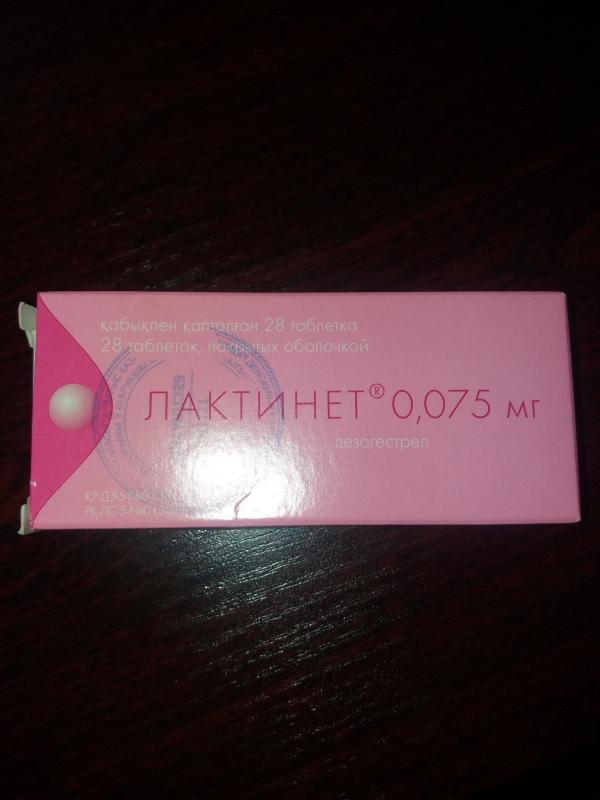 қабықпен қапталған 28 таблетка
28 таблеток, покрытых оболочкой
ЛАКТИНЕТ® 0,075 мг
дезогестрел